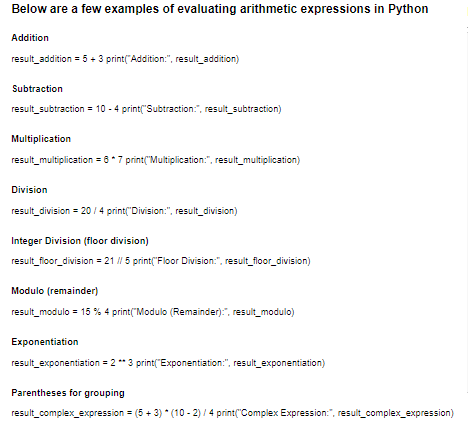 Below are a few examples of evaluating arithmetic expressions in Python
Addition
result_addition = 5 + 3 print("Addition:", result_addition)
Subtraction
result_subtraction = 10 - 4 print("Subtraction:", result_subtraction)
Multiplication
result_multiplication = 6 * 7 print("Multiplication:", result_multiplication)
Division
result_division = 20 / 4 print("Division:", result_division)
Integer Division (floor division)
result_floor_division = 21 // 5 print("Floor Division:", result_floor_division)
Modulo (remainder)
result_modulo = 15 % 4 print("Modulo (Remainder):", result_modulo)
Exponentiation
result_exponentiation = 2 ** 3 print("Exponentiation:", result_exponentiation)
Parentheses for grouping
result_complex_expression = (5 + 3) * (10 - 2) / 4 print("Complex Expression:", result_complex_expression)